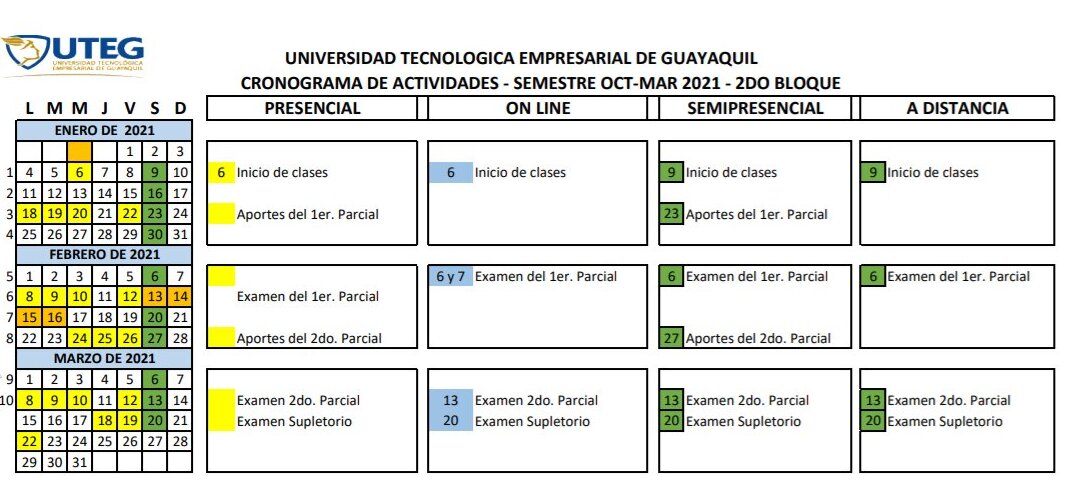 UTEG
UNIVERSIDAD TECNOLÓGICA
EMPRESARIAL DE GUAYAQUIL
UNIVERSIDAD TECNOLOGICA EMPRESARIAL DE GUAYAQUIL
CRONOGRAMA DE ACTIVIDADES - SEMESTRE OCT-MAR 2021 - 2DO BLOQUE
L M M J V S D PRESENCIAL ON LINE SEMIPRESENCIAL A DISTANCIA
ENERO DE 2021
1 2 3
1 4 5 6 7 8 9 10 6 Inicio de clases 6 Inicio de clases 9 Inicio de clases 9 Inicio de clases
2 11 12 13 14 15 16 17
3 18 19 20 21 22 23 24 Aportes del 1er. Parcial 23 Aportes del 1er. Parcial
4 25 26 27 28 29 30 31
FEBRERO DE 2021
5 1 2 3 4 5 6 7 6 y 7 Examen del 1er. Parcial 6 Examen del 1er. Parcial 6 Examen del 1er. Parcial
6 8 9 10 11 12 13 14 Examen del 1er. Parcial
7 15 16 17 18 19 20 21
8 22 23 24 25 26 27 28 Aportes del 2do. Parcial 27 Aportes del 2do. Parcial
MARZO DE 2021
9 1 2 3 4 5 6 7
10 8 9 10 11 12 13 14 Examen 2do. Parcial 13 Examen 2do. Parcial 13 Examen 2do. Parcial 13 Examen 2do. Parcial
15 16 17 18 19 20 21 Examen Supletorio 20 Examen Supletorio 20 Examen Supletorio 20 Examen Supletorio
22 23 24 25 26 27 28
29 30 31